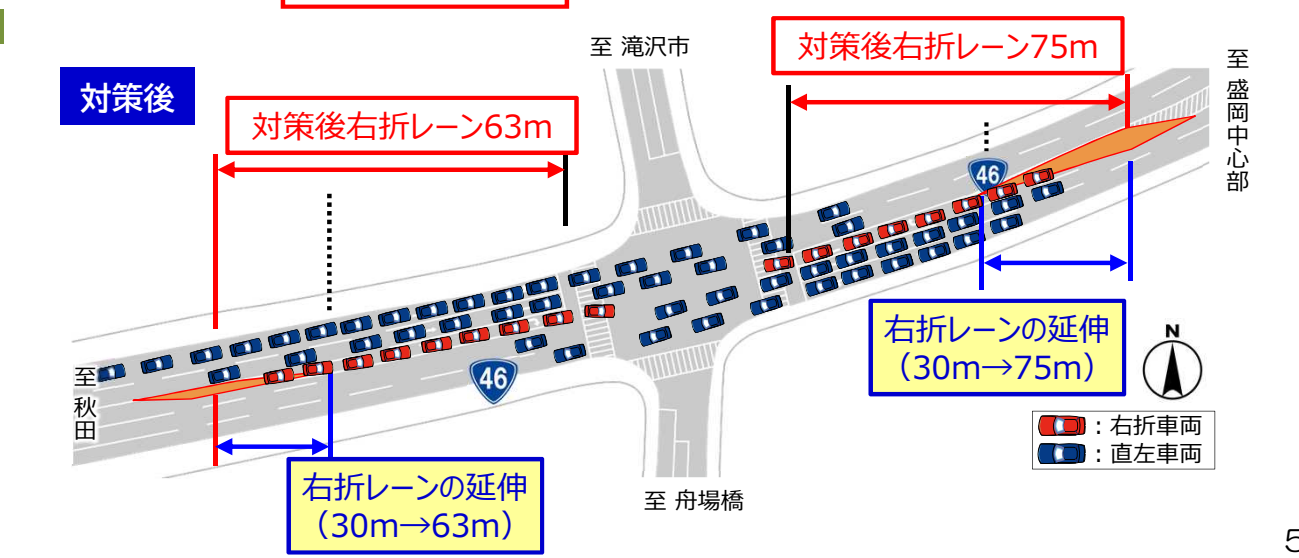 至 滝沢市
対策後右折レーン75m
至 盛岡中心部
対策後
対策後右折レーン63m
46
46
至 秋田
右折レーンの延伸
（30m→75m）
N
：右折車両
：直左車両
右折レーンの延伸
（30m→63m）
至 舟場橋
5